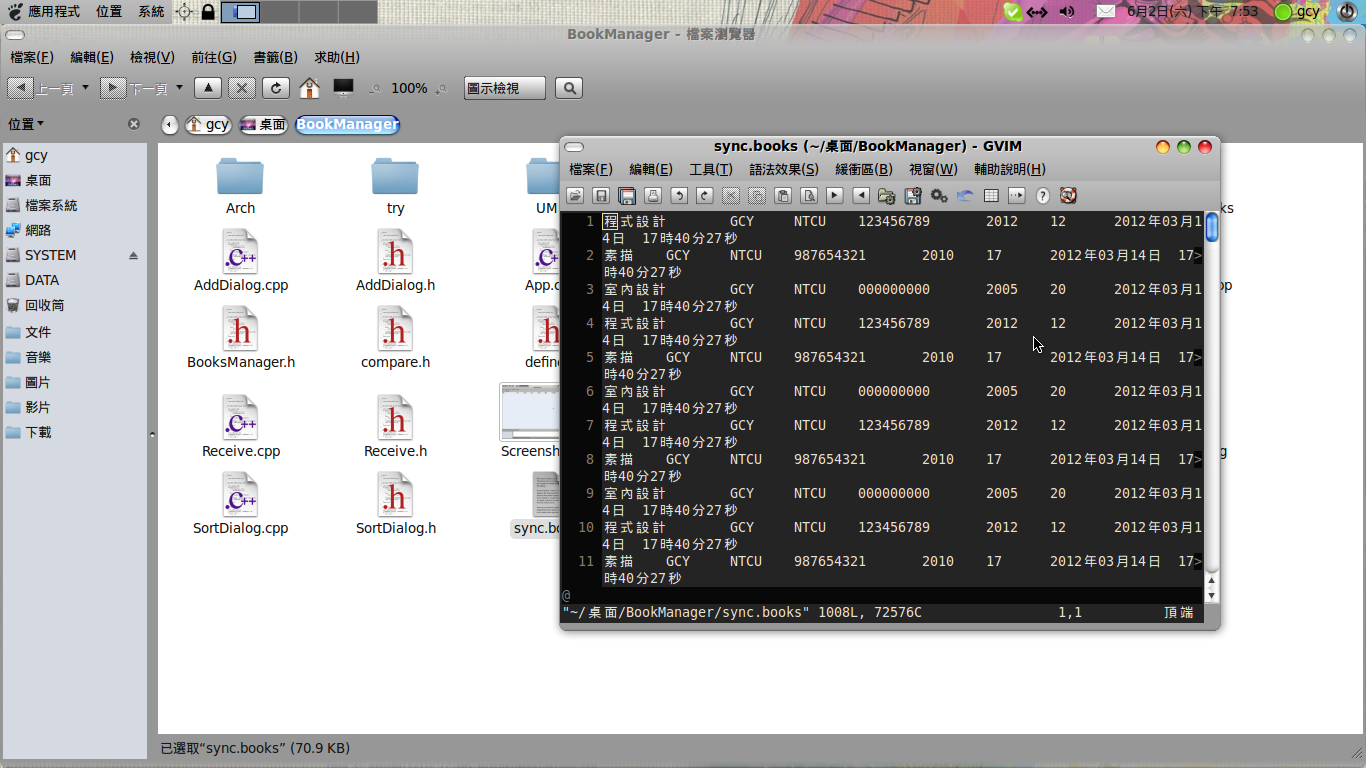 應用程式 位置 系統 6月2日(六) 下午 7:53 gcy
BookManager - 檔案瀏覽器
檔案(F) 編輯(E) 檢視(V) 前往(G) 書籤(B) 求助(H)
上一頁 下一頁 100% 圖示檢視
位置 gcy 桌面 BookManager
gcy
桌面
檔案系統
網路
SYSTEM
DATA
回收筒
文件
音樂
圖片
影片
下載
Arch try UM
AddDialog.cpp AddDialog.h App.c
BooksManager.h compare.h define
Receive.cpp Receive.h Screensh
SortDialog.cpp SortDialog.h sync.bo
ks
pp
g
sync.books (~/桌面/BookManager) - GVIM
檔案(F) 編輯(E) 工具(T) 語法效果(S) 緩衝區(B) 視窗(W) 輔助說明(H)
1 程式設計 GCY NTCU 123456789 2012 12 2012年03月1
4日 17時40分27秒
2 素描 GCY NTCU 987654321 2010 17 2012年03月14日 17>
時40分27秒
3 室內設計 GCY NTCU 000000000 2005 20 2012年03月1
4日 17時40分27秒
4 程式設計 GCY NTCU 123456789 2012 12 2012年03月1
4日 17時40分27秒
5 素描 GCY NTCU 987654321 2010 17 2012年03月14日 17>
時40分27秒
6 室內設計 GCY NTCU 000000000 2005 20 2012年03月1
4日 17時40分27秒
7 程式設計 GCY NTCU 123456789 2012 12 2012年03月1
4日 17時40分27秒
8 素描 GCY NTCU 987654321 2010 17 2012年03月14日 17>
時40分27秒
9 室內設計 GCY NTCU 000000000 2005 20 2012年03月1
4日 17時40分27秒
10 程式設計 GCY NTCU 123456789 2012 12 2012年03月1
4日 17時40分27秒
11 素描 GCY NTCU 987654321 2010 17 2012年03月14日 17>
時40分27秒
@
"~/桌面/BookManager/sync.books" 1008L, 72576C 1,1 頂端
已選取“sync.books” (70.9 KB)